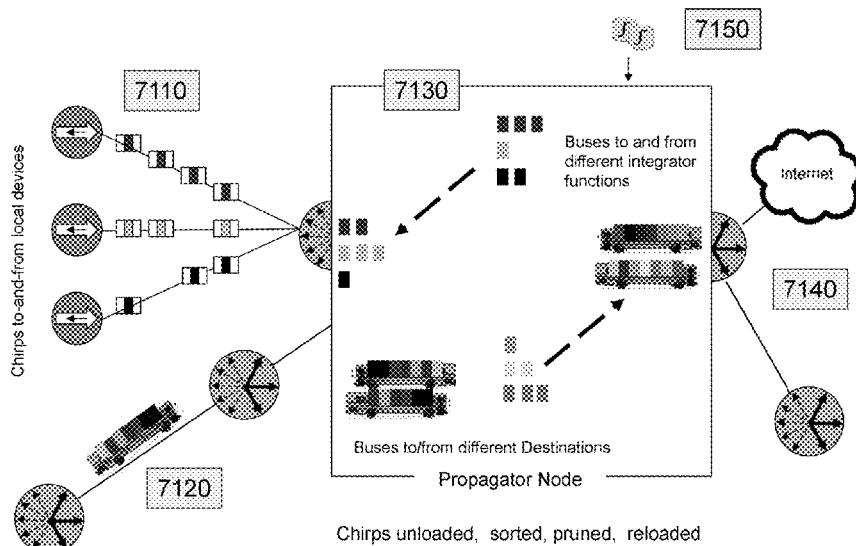 7110
7130
7150
Chirps to-and-from local devices
Buses to and from
different integrator
functions
Internet
7140
Buses to/from different Destinations
7120
Propagator Node
Chirps unloaded, sorted, pruned, reloaded